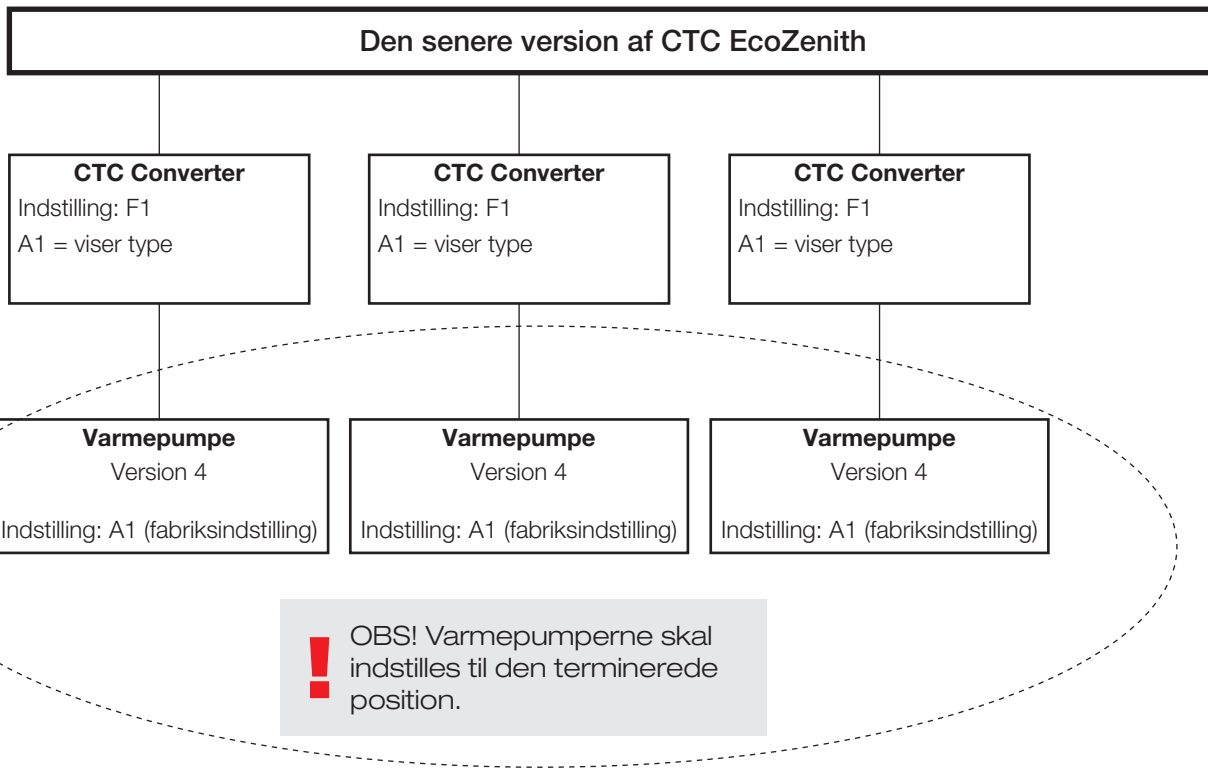 Den senere version af CTC EcoZenith
CTC Converter
Indstilling: F1
A1 = viser type
CTC Converter
Indstilling: F1
A1 = viser type
CTC Converter
Indstilling: F1
A1 = viser type
Varmepumpe
Version 4
Indstilling: A1 (fabriksindstilling)
Varmepumpe
Version 4
Indstilling: A1 (fabriksindstilling)
Varmepumpe
Version 4
Indstilling: A1 (fabriksindstilling)
! OBS! Varmepumperne skal
indstilles til den terminerede
position.